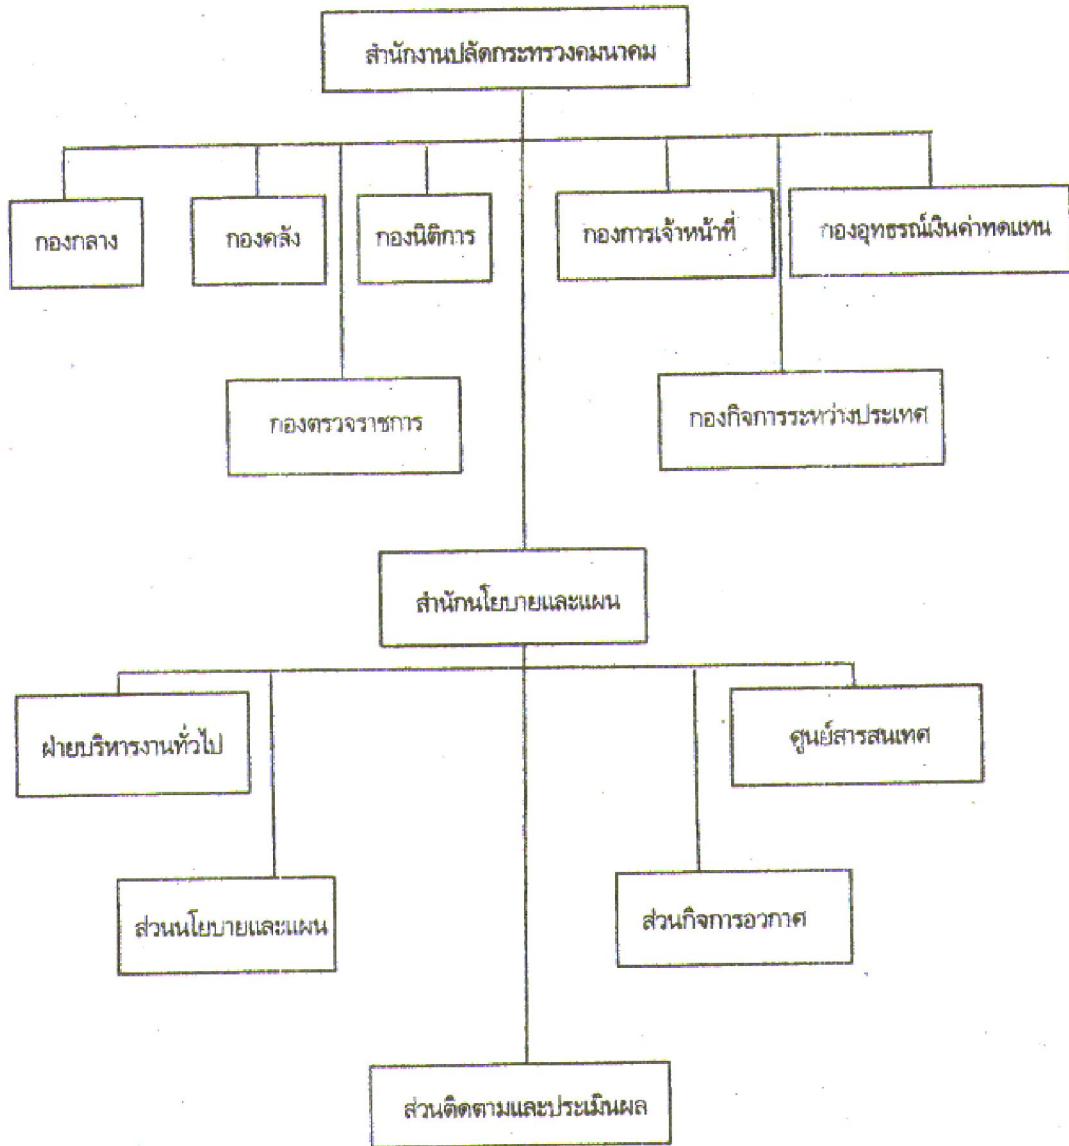 สำนักงานปลัดกระทรวงคมนาคม
กองกลาง
กองคลัง
กองนิติการ
กองการเจ้าหน้าที่
กองอุทธรณ์เงินค่าทดแทน
กองตรวจราชการ
กองกิจการระหว่างประเทศ
สำนักนโยบายและแผน
ฝ่ายบริหารงานทั่วไป
ศูนย์สารสนเทศ
ส่วนนโยบายและแผน
ส่วนกิจการอวกาศ
ส่วนติดตามและประเมินผล